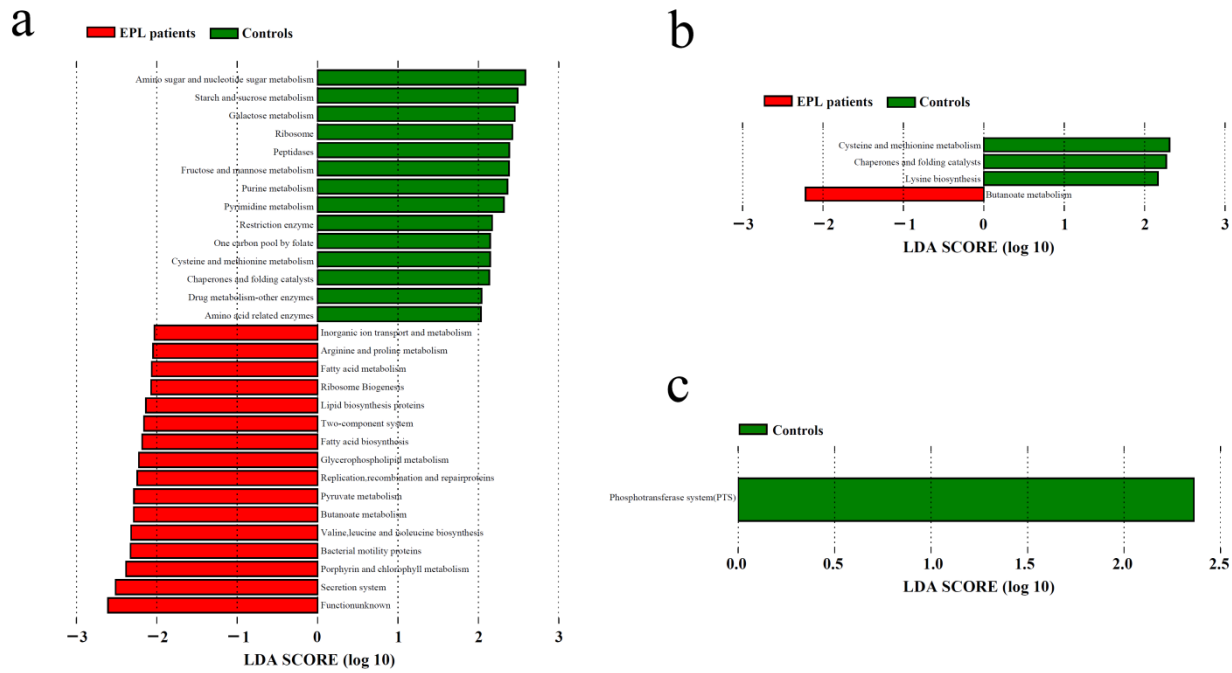 a
EPL patients Controls
Amino sugar and nucleotide sugar metabolism
Starch and sucrose metabolism
Galactose metabolism
Ribosome
Peptidases
Fructose and mannose metabolism
Purine metabolism
Pyrimidine metabolism
Restriction enzyme
One carbon pool by folate
Cysteine and methionine metabolism
Chaperones and folding catalysts
Drug metabolism-other enzymes
Amino acid related enzymes
Inorganic ion transport and metabolism
Arginine and proline metabolism
Fatty acid metabolism
Ribosome Biogenesis
Lipid biosynthesis proteins
Two-component system
Fatty acid biosynthesis
Glycerophospholipid metabolism
Replication,recombination and repairproteins
Pyruvate metabolism
Butanoate metabolism
Valine,leucine and isoleucine biosynthesis
Bacterial motility proteins
Porphyrin and chlorophyll metabolism
Secretion system
Functionunknown
−3 −2 −1 0 1 2 3
LDA SCORE (log 10)
b
EPL patients Controls
Cysteine and methionine metabolism
Chaperones and folding catalysts
Lysine biosynthesis
Butanoate metabolism
−3 −2 −1 0 1 2 3
LDA SCORE (log 10)
c
Controls
Phosphotransferase system(PTS)
0.0 0.5 1.0 1.5 2.0 2.5
LDA SCORE (log 10)